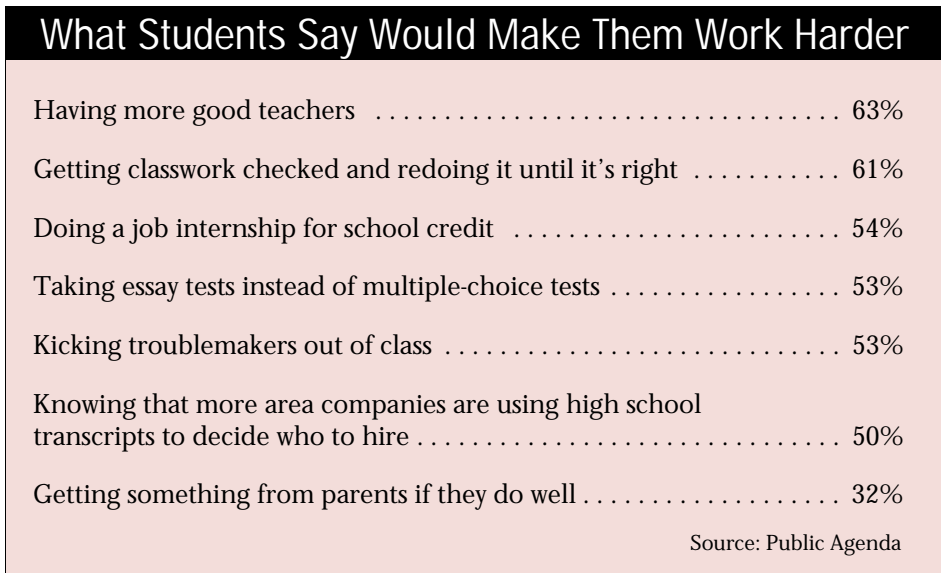 What Students Say Would Make Them Work Harder
Having more good teachers . . . . . . . . . . . . . . . . . . . . . . . . . . . . . . . . . . 63%
Getting classwork checked and redoing it until it’s right . . . . . . . . . . . 61%
Doing a job internship for school credit . . . . . . . . . . . . . . . . . . . . . . . . 54%
Taking essay tests instead of multiple-choice tests . . . . . . . . . . . . . . . . . 53%
Kicking troublemakers out of class . . . . . . . . . . . . . . . . . . . . . . . . . . . . . 53%
Knowing that more area companies are using high school
transcripts to decide who to hire . . . . . . . . . . . . . . . . . . . . . . . . . . . . . . . 50%
Getting something from parents if they do well . . . . . . . . . . . . . . . . . . . 32%
Source: Public Agenda